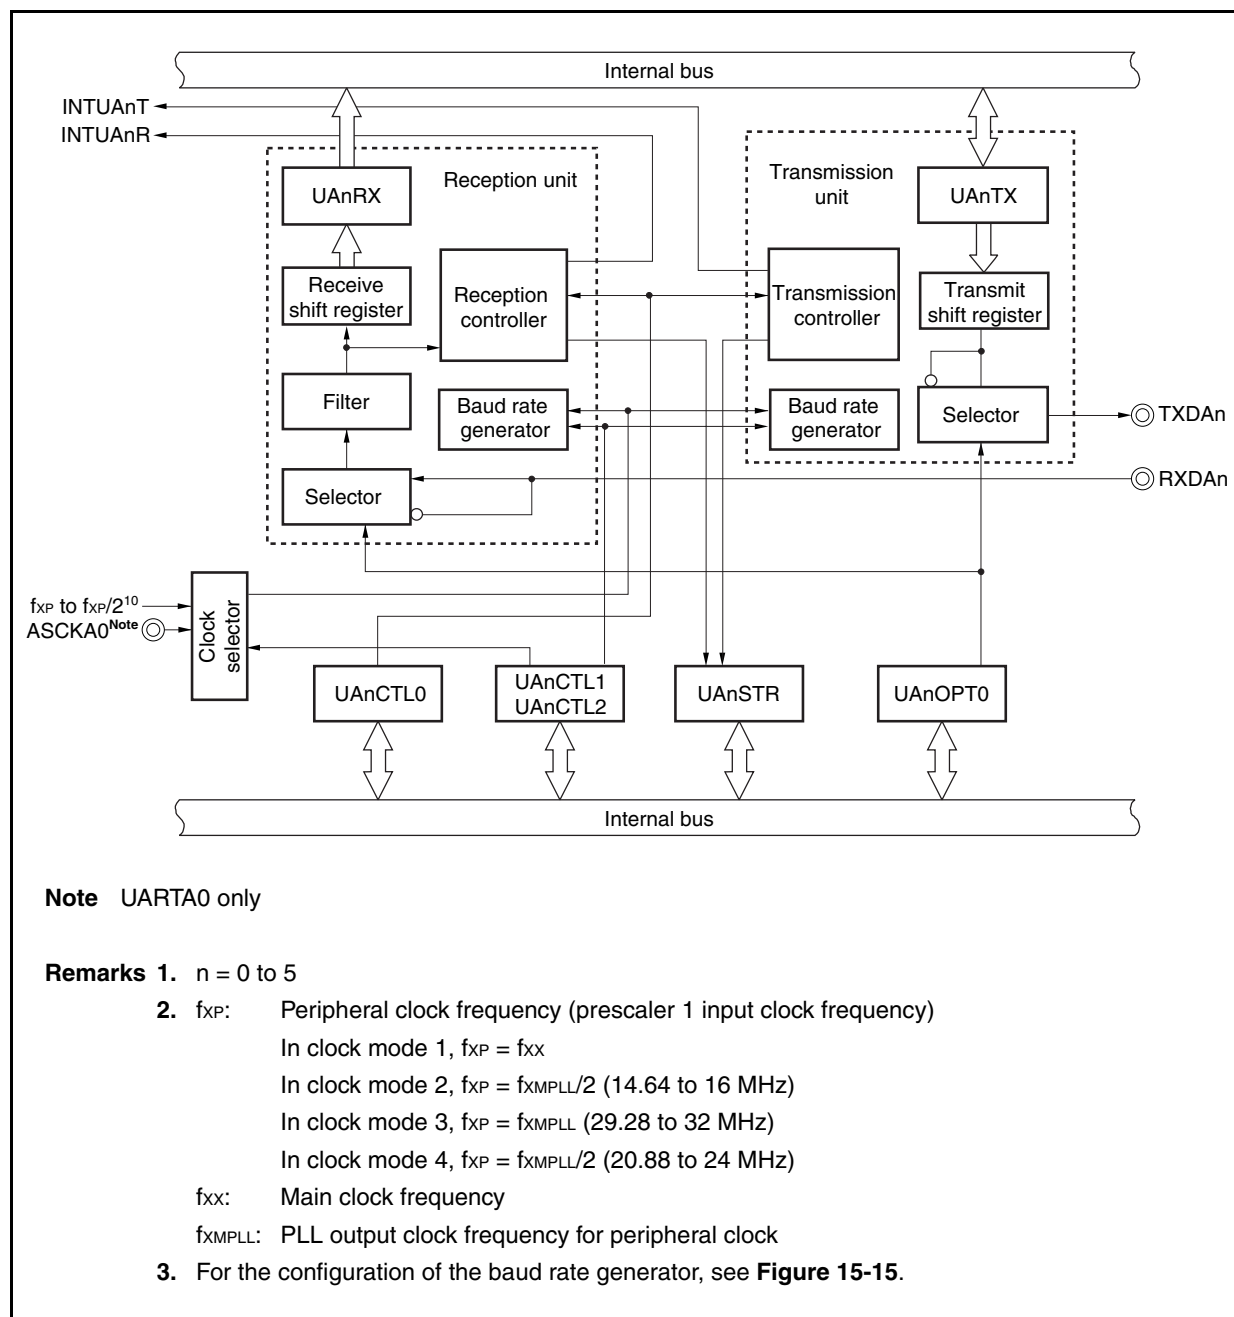 Internal bus
INTUAnT
INTUAnR
Reception unit
Transmission
unit
UAnRX
UAnTX
Receive
shift register
Reception
controller
Transmission
controller
Transmit
shift register
Filter
Baud rate
generator
Baud rate
generator
Selector
TXDAn
Selector
RXDAn
fXP to fXP/2^10
ASCKA0^Note
Clock
selector
UAnCTL0
UAnCTL1
UAnCTL2
UAnSTR
UAnOPT0
Internal bus
Note UARTA0 only
Remarks 1. n = 0 to 5
2. fXP: Peripheral clock frequency (prescaler 1 input clock frequency)
In clock mode 1, fXP = fXX
In clock mode 2, fXP = fXMPLL/2 (14.64 to 16 MHz)
In clock mode 3, fXP = fXMPLL (29.28 to 32 MHz)
In clock mode 4, fXP = fXMPLL/2 (20.88 to 24 MHz)
fXX: Main clock frequency
fXMPLL: PLL output clock frequency for peripheral clock
3. For the configuration of the baud rate generator, see Figure 15-15.